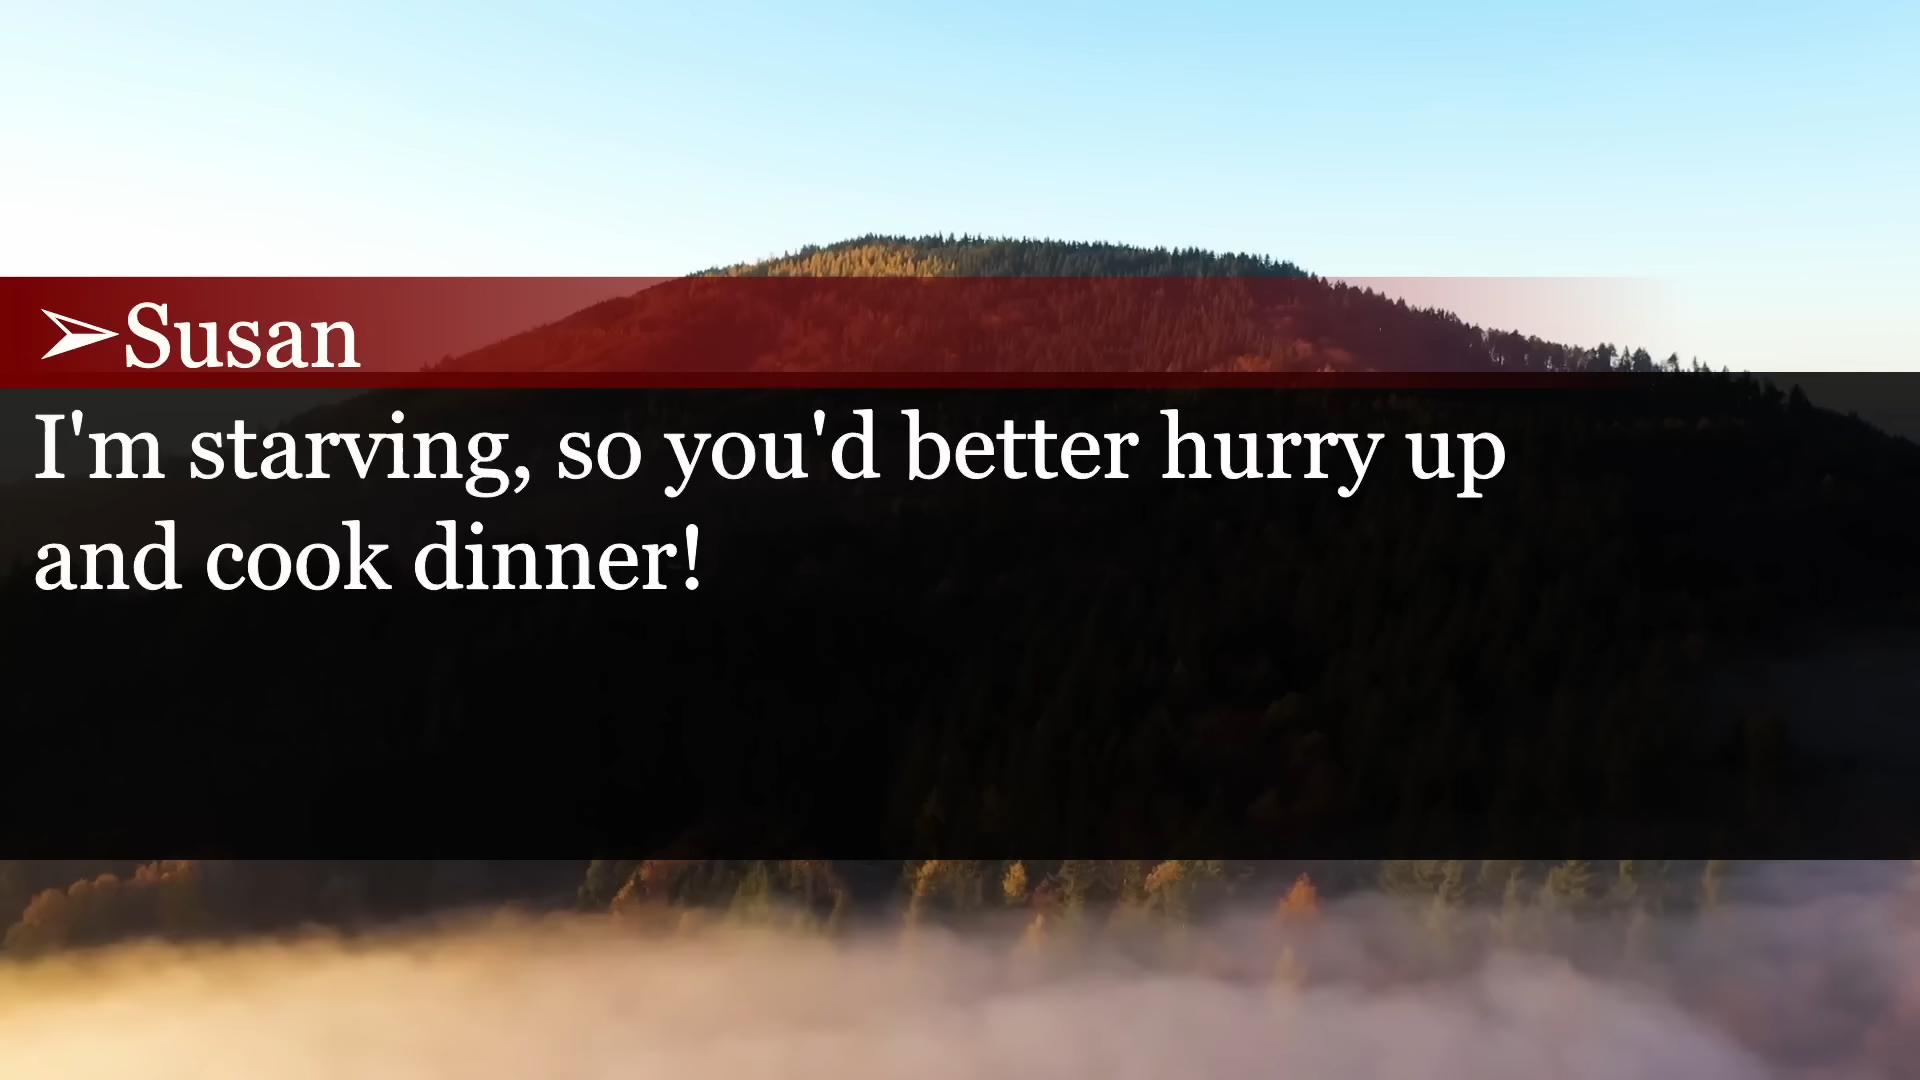 ➢Susan
I'm starving, so you'd better hurry up
and cook dinner!